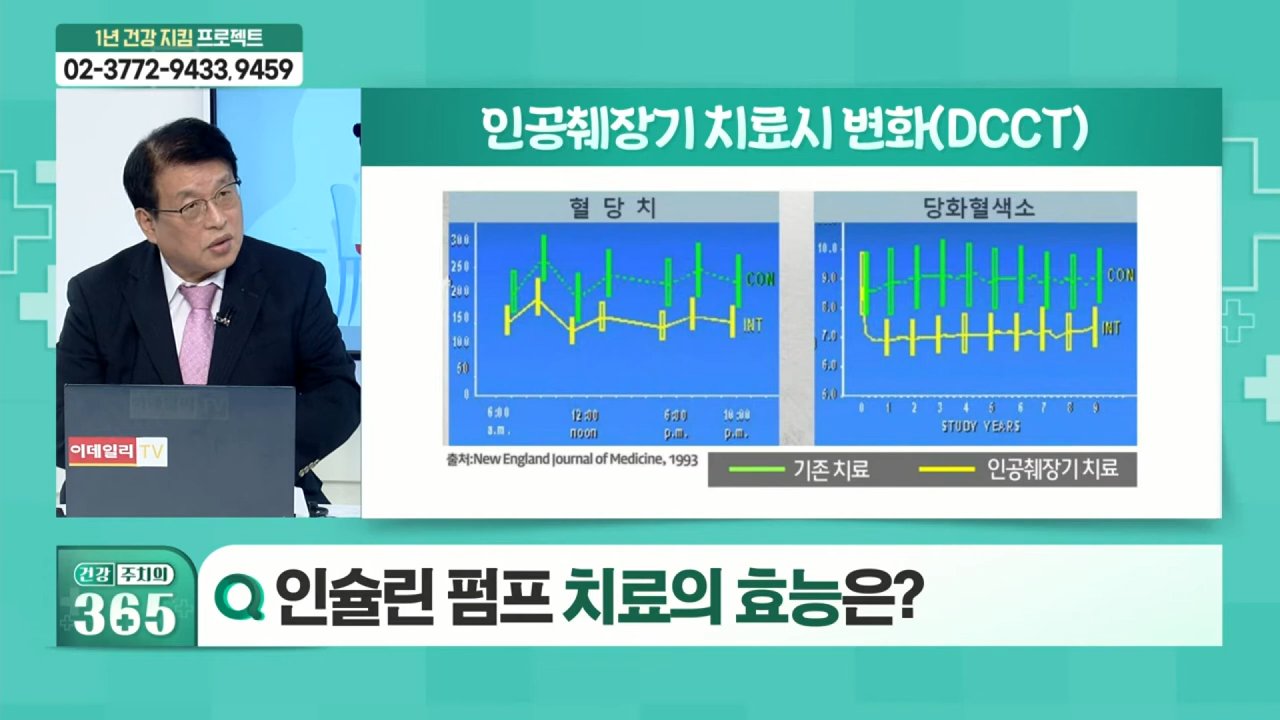 1년 건강 지킴 프로젝트
02-3772-9433, 9459
인공췌장기 치료시 변화(DCCT)
혈 당 치
300
250
200
150
100
50
0
CON
INT
6:00 a.m.
12:00 noon
6:00 p.m.
10:00 p.m.
당화혈색소
10.0
9.0
8.0
7.0
6.0
5.0
CON
INT
0 1 2 3 4 5 6 7 8 9
STUDY YEARS
출처:New England Journal of Medicine, 1993
기존 치료
인공췌장기 치료
이데일리 TV
건강 주치의
365
Q 인슐린 펌프 치료의 효능은?